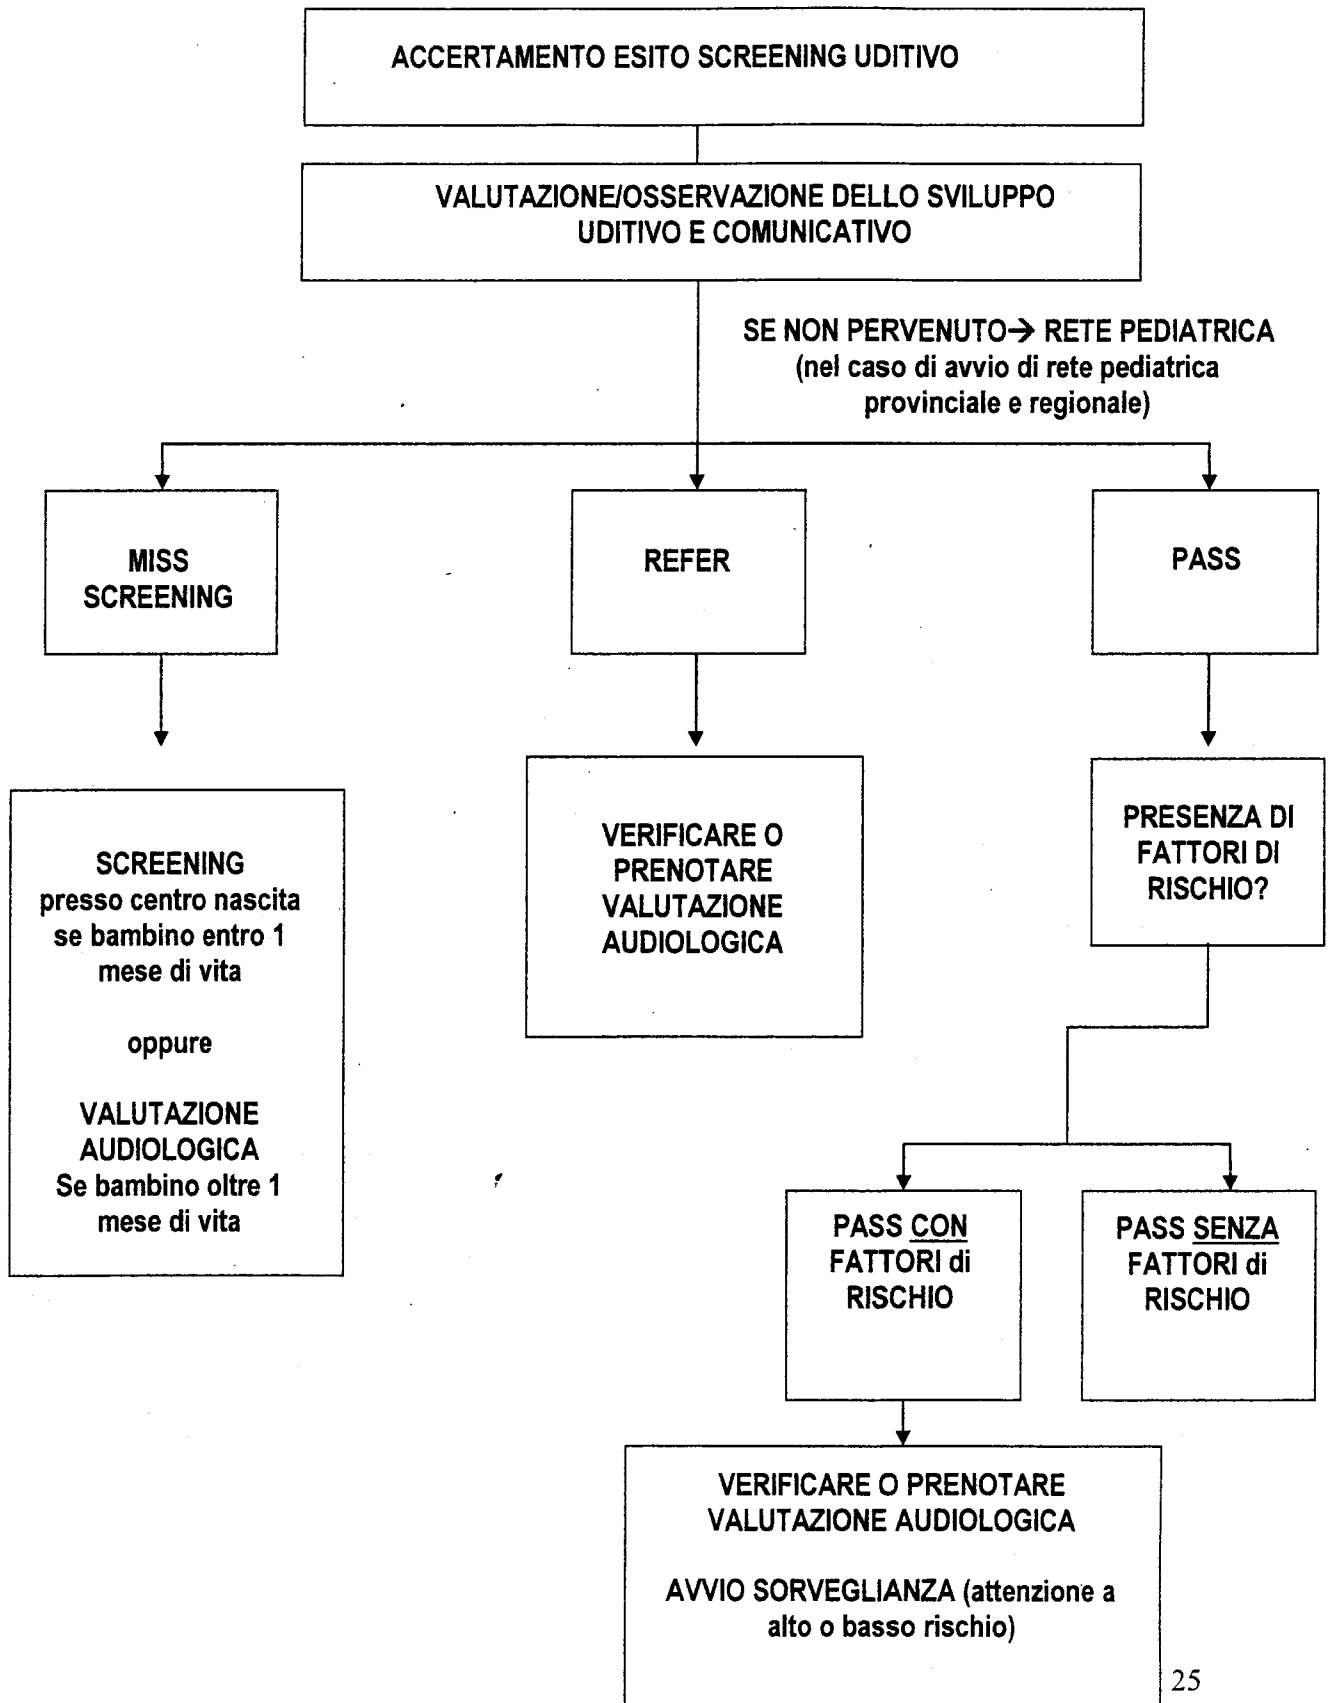 ACCERTAMENTO ESITO SCREENING UDITIVO
VALUTAZIONE/OSSERVAZIONE DELLO SVILUPPO
UDITIVO E COMUNICATIVO
SE NON PERVENUTO→ RETE PEDIATRICA
(nel caso di avvio di rete pediatrica
provinciale e regionale)
MISS
SCREENING
REFER
PASS
SCREENING
presso centro nascita
se bambino entro 1
mese di vita
oppure
VALUTAZIONE
AUDIOLOGICA
Se bambino oltre 1
mese di vita
VERIFICARE O
PRENOTARE
VALUTAZIONE
AUDIOLOGICA
PRESENZA DI
FATTORI DI
RISCHIO?
PASS CON
FATTORI di
RISCHIO
PASS SENZA
FATTORI di
RISCHIO
VERIFICARE O PRENOTARE
VALUTAZIONE AUDIOLOGICA
AVVIO SORVEGLIANZA (attenzione a
alto o basso rischio)
25